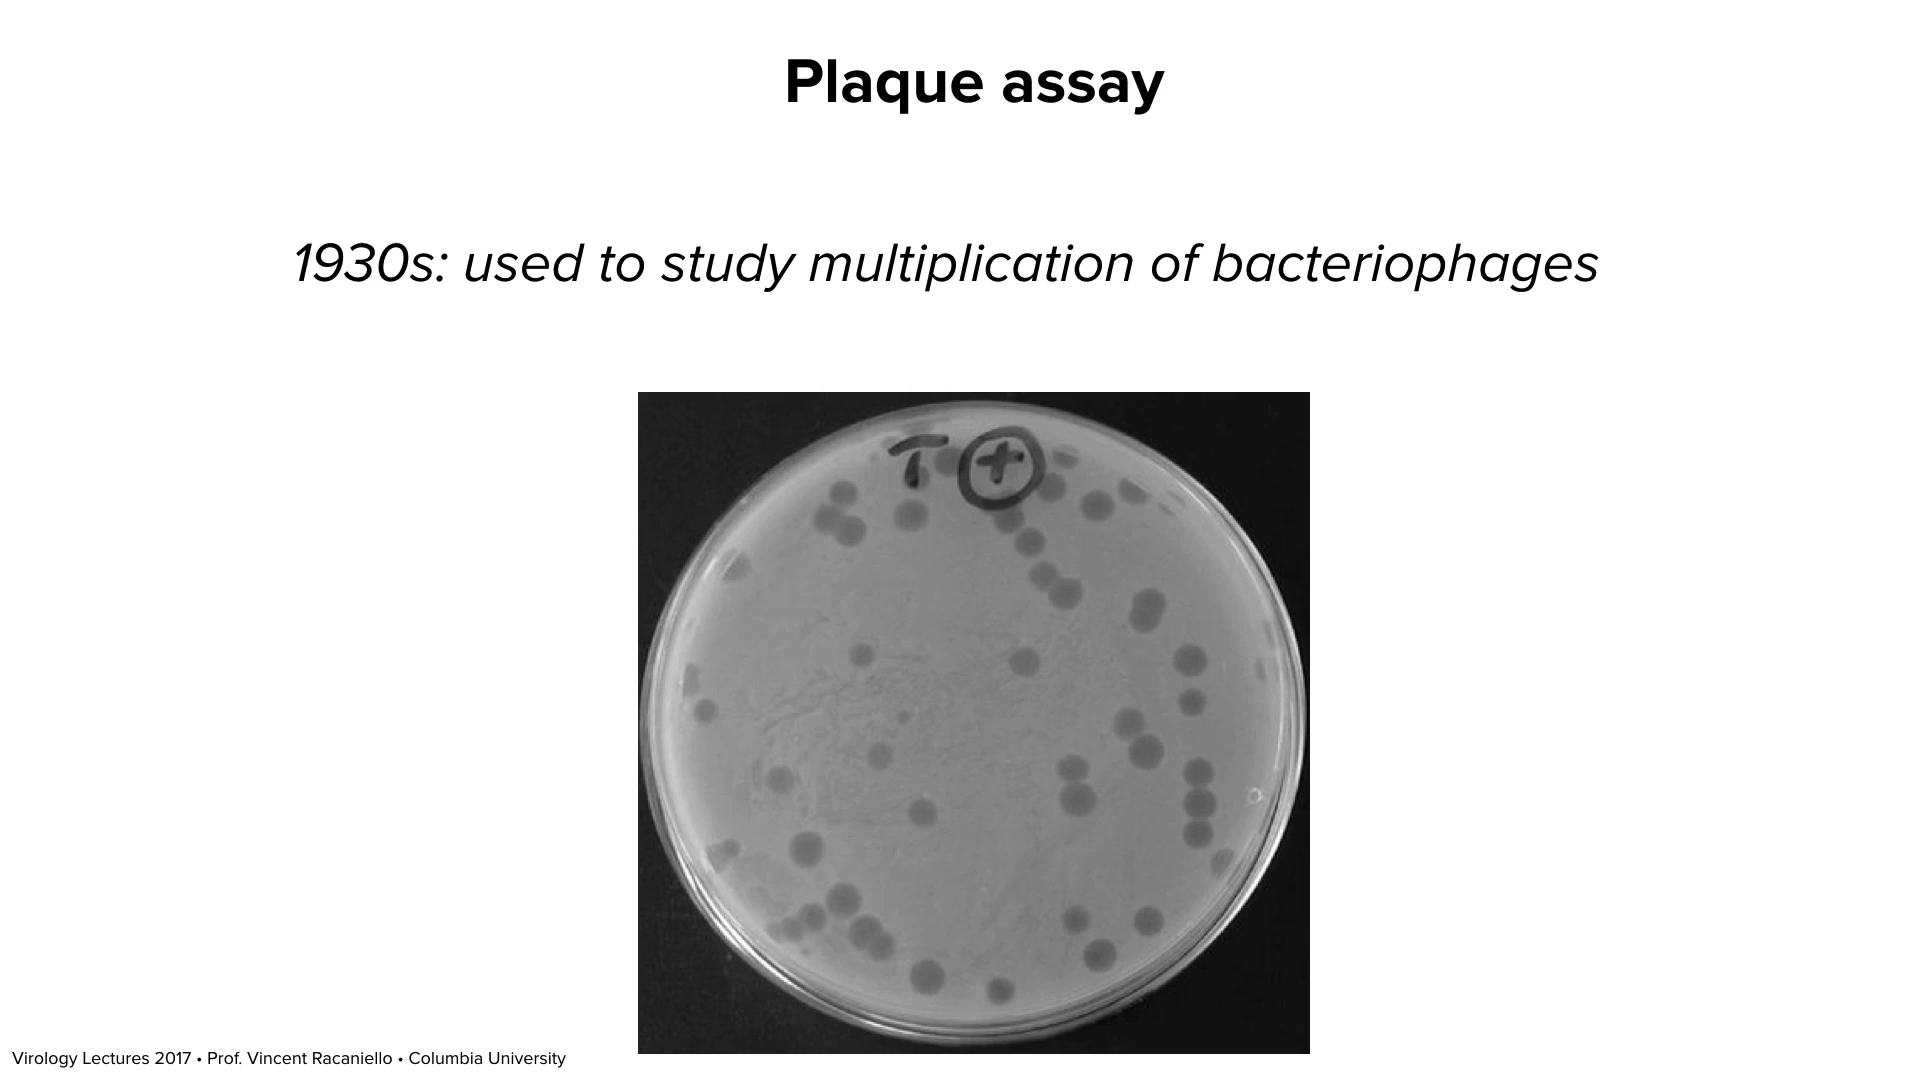 Plaque assay
1930s: used to study multiplication of bacteriophages
T +
Virology Lectures 2017 • Prof. Vincent Racaniello • Columbia University